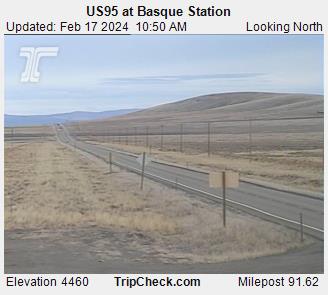 US95 at Basque Station
Updated: Feb 17 2024 10:50 AM Looking North
Elevation 4460 TripCheck.com Milepost 91.62